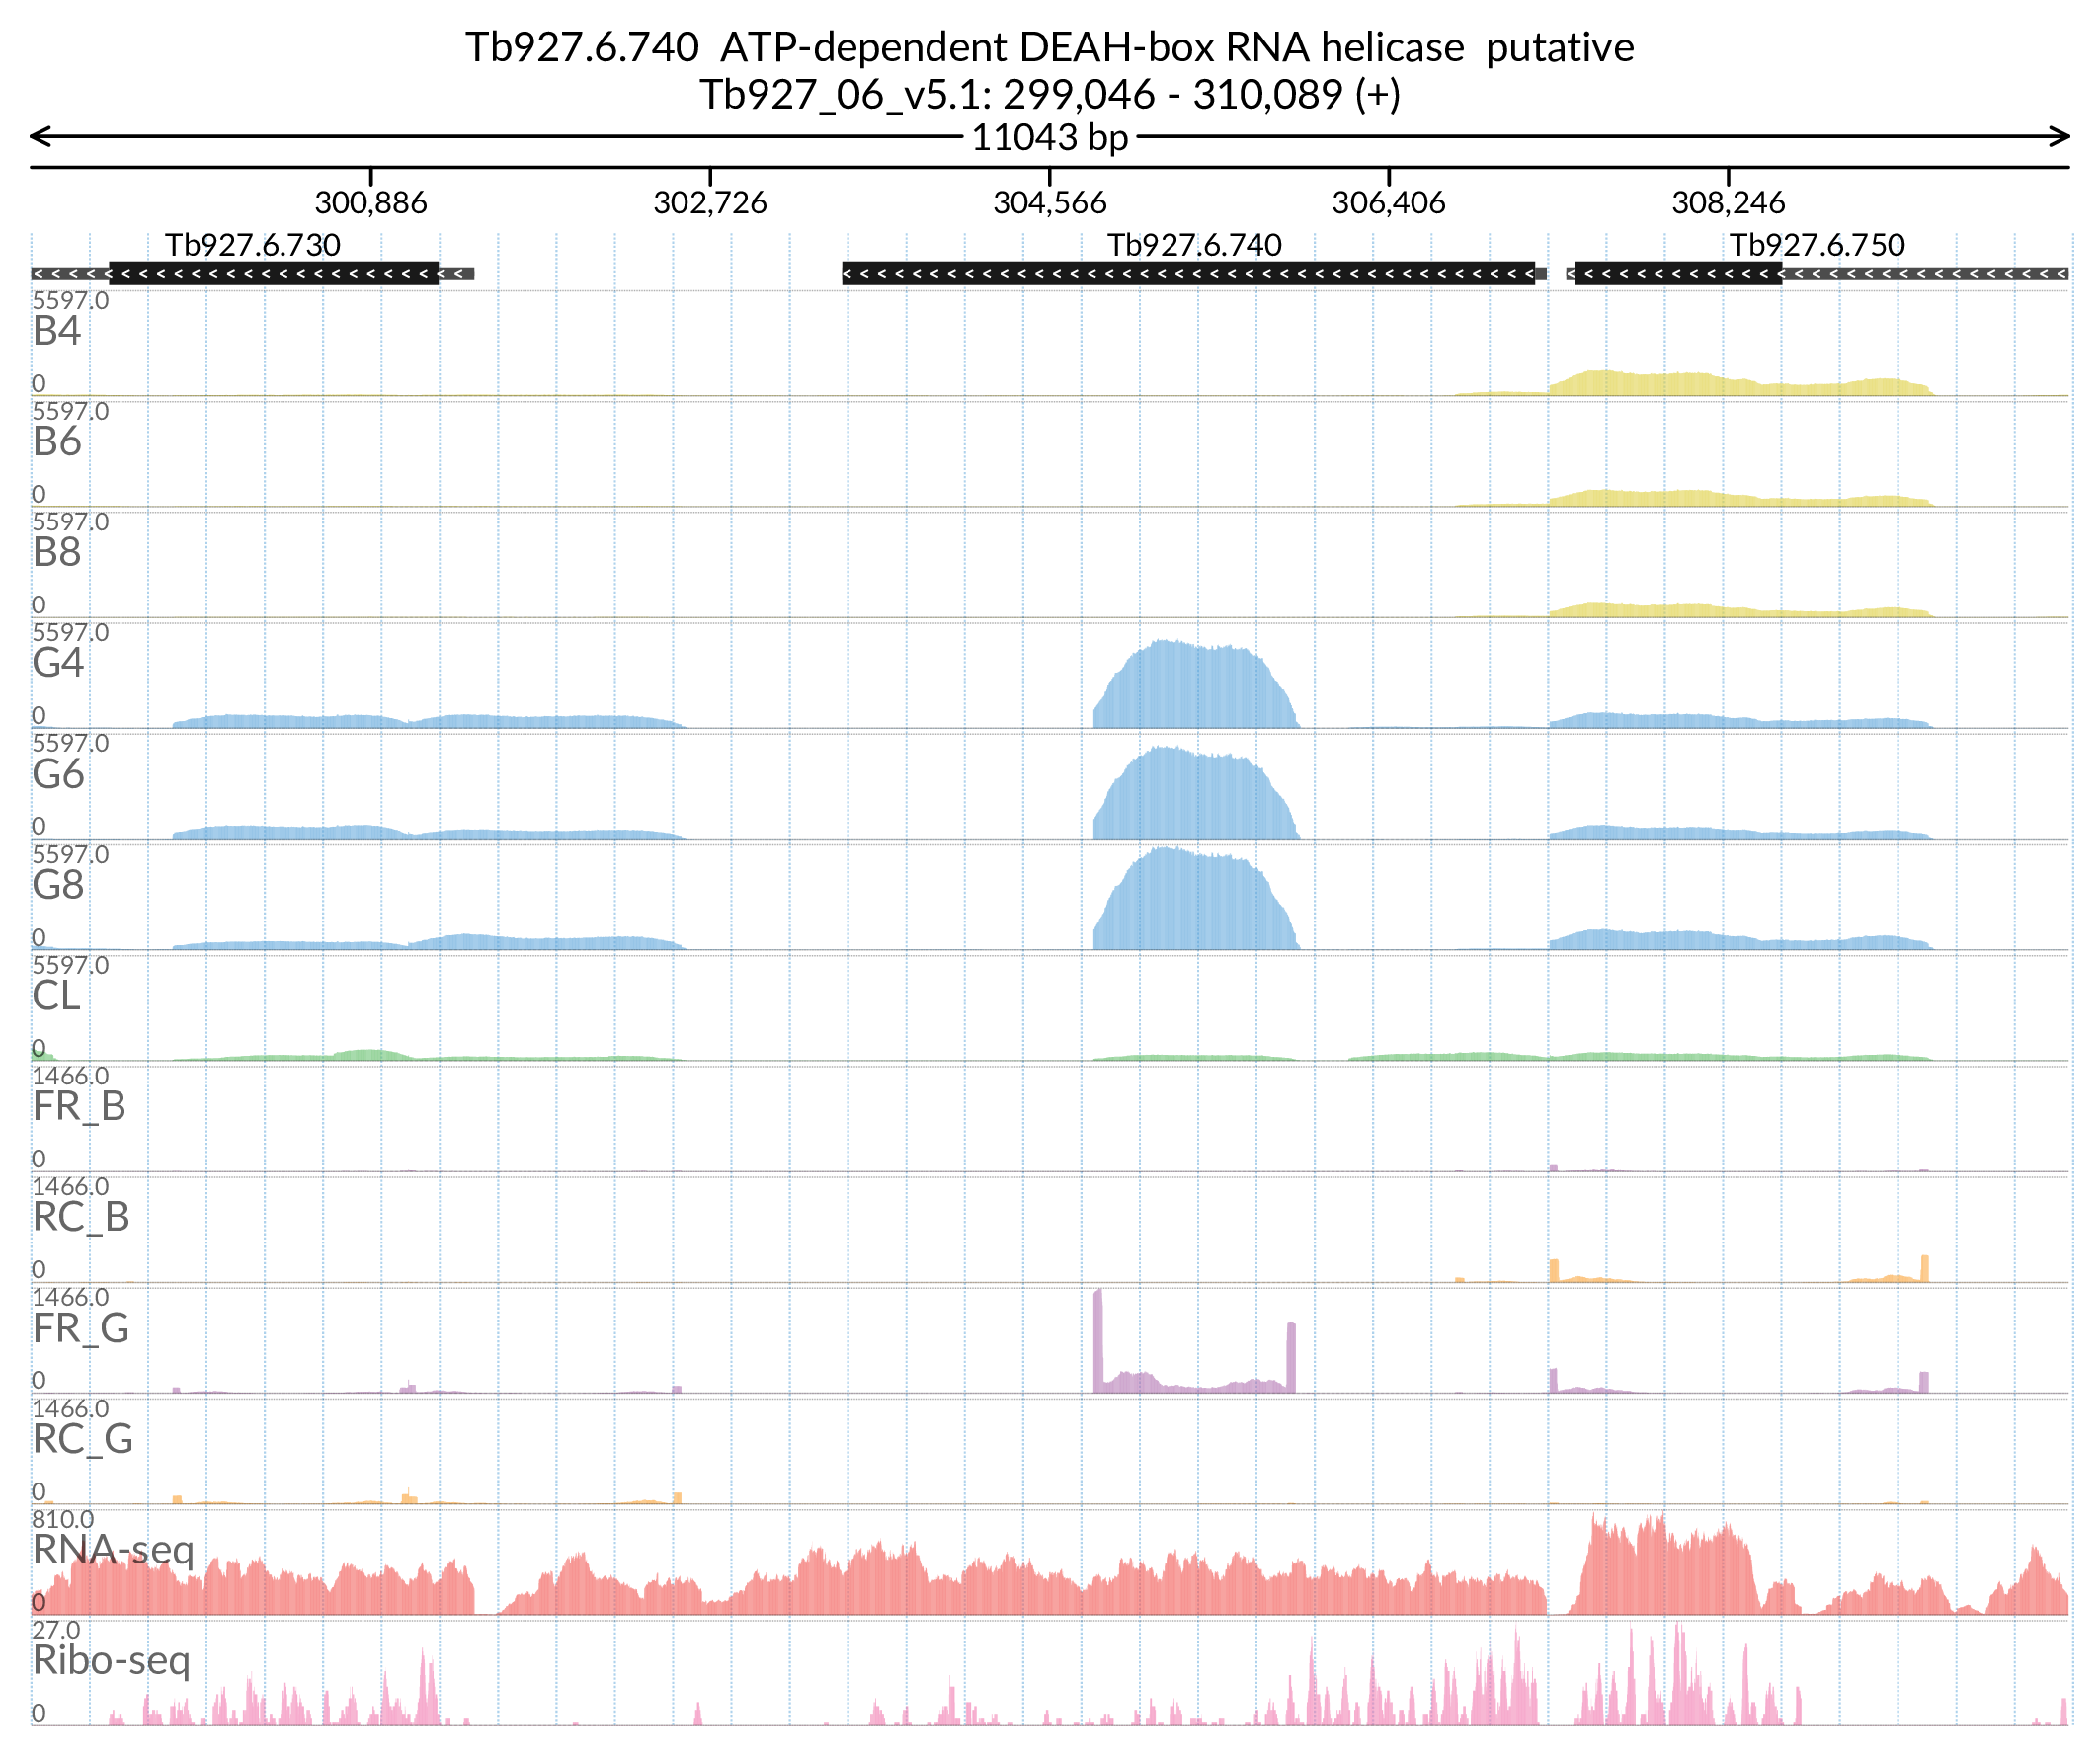 Tb927.6.740  ATP-dependent DEAH-box RNA helicase  putative
Tb927_06_v5.1: 299,046 - 310,089 (+)
11043 bp
300,886 302,726 304,566 306,406 308,246
Tb927.6.730 Tb927.6.740 Tb927.6.750
5597.0
B4
0
5597.0
B6
0
5597.0
B8
0
5597.0
G4
0
5597.0
G6
0
5597.0
G8
0
5597.0
CL
0
1466.0
FR_B
0
1466.0
RC_B
0
1466.0
FR_G
0
1466.0
RC_G
0
810.0
RNA-seq
0
27.0
Ribo-seq
0